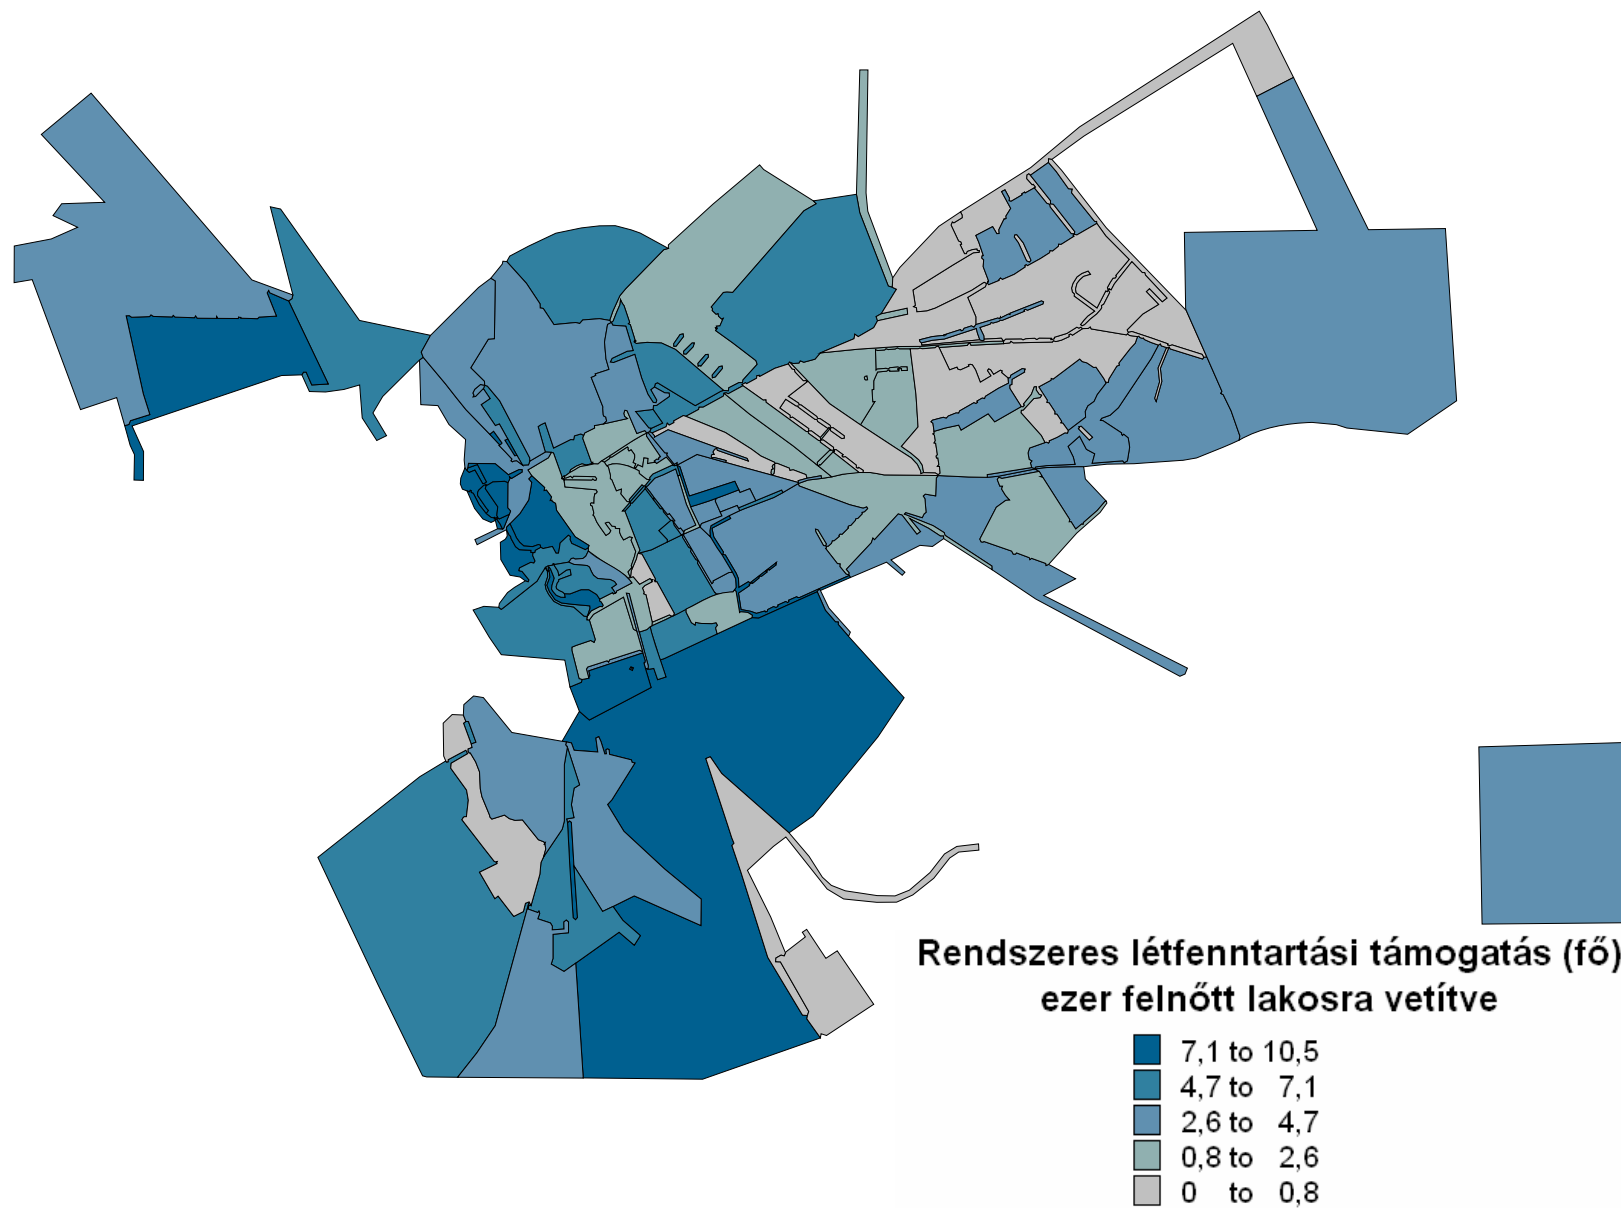 Rendszeres létfenntartási támogatás (fő)
ezer felnőtt lakosra vetítve
7,1 to 10,5
4,7 to 7,1
2,6 to 4,7
0,8 to 2,6
0 to 0,8